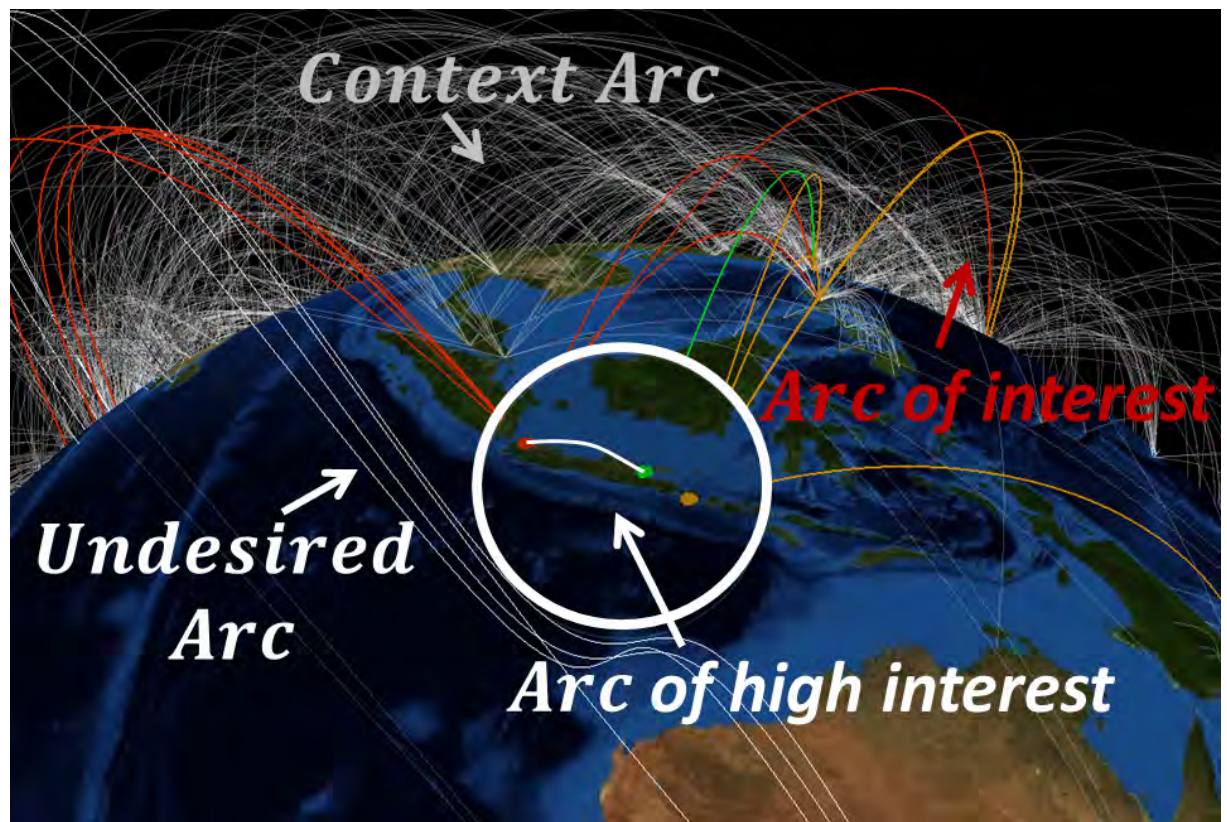 Context Arc
Arc of interest
Undesired
Arc
Arc of high interest